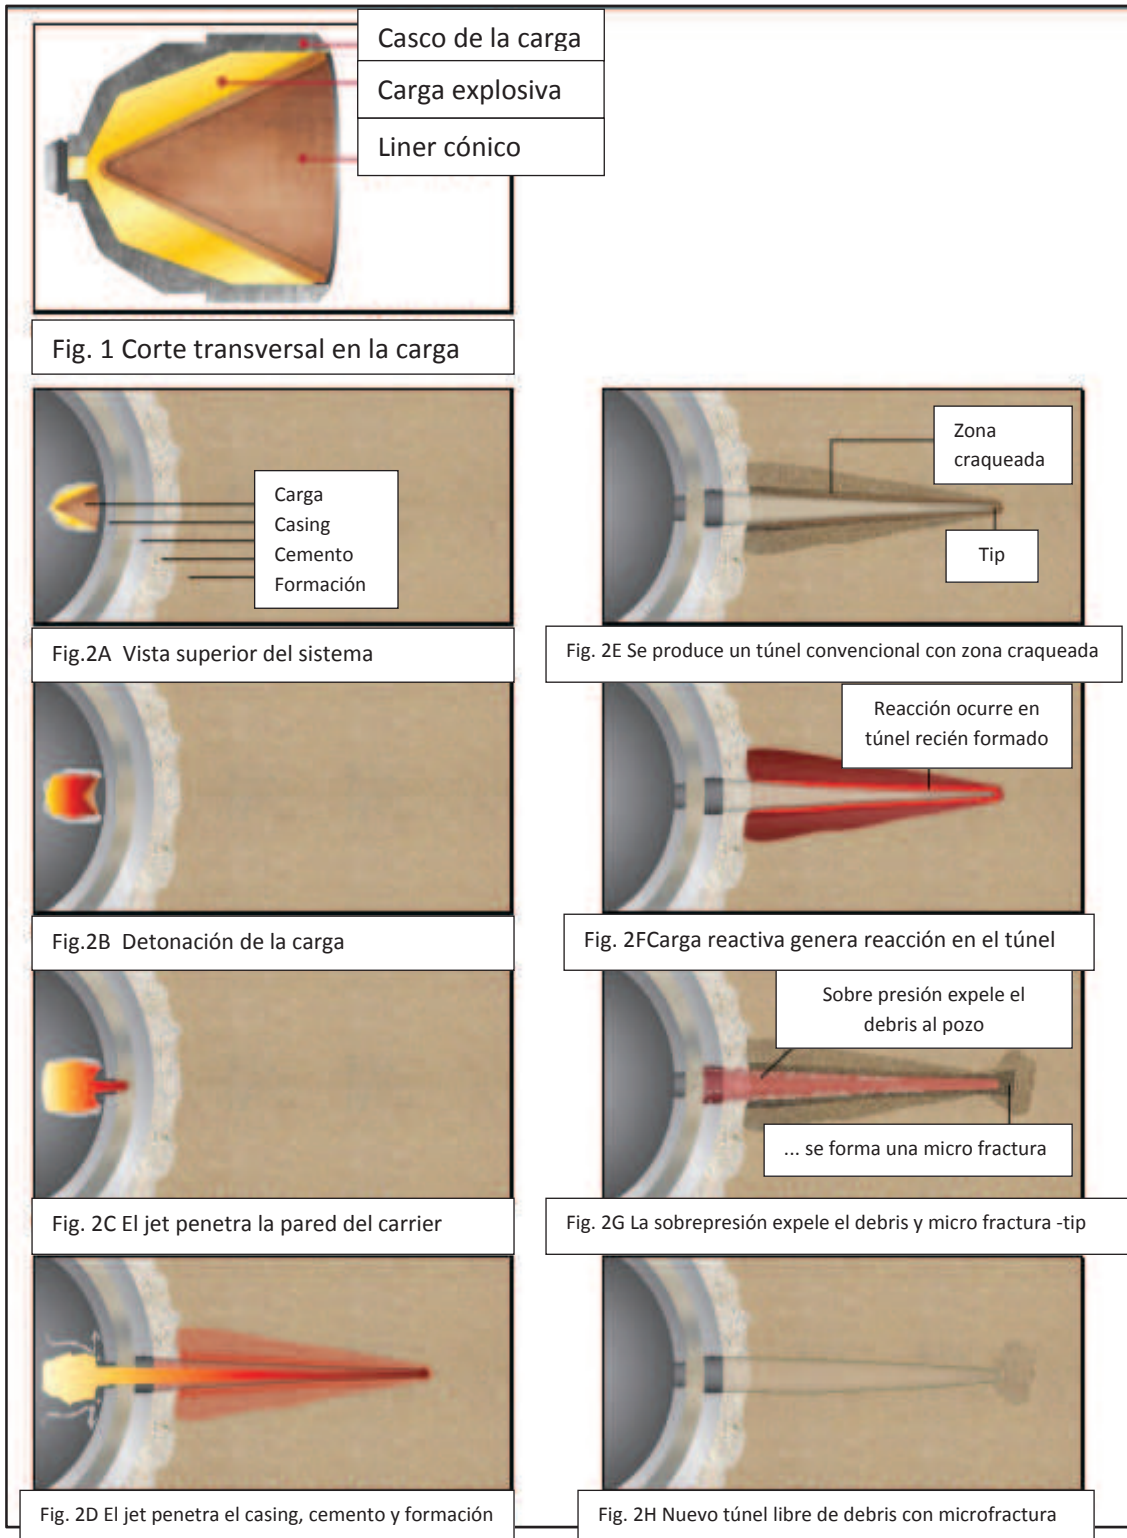 Casco de la carga
Carga explosiva
Liner cónico
Fig. 1 Corte transversal en la carga
Carga
Casing
Cemento
Formación
Fig.2A Vista superior del sistema
Fig.2B Detonación de la carga
Fig. 2C El jet penetra la pared del carrier
Fig. 2D El jet penetra el casing, cemento y formación
Zona
craqueada
Tip
Fig. 2E Se produce un túnel convencional con zona craqueada
Reacción ocurre en
túnel recién formado
Fig. 2FCarga reactiva genera reacción en el túnel
Sobre presión expele el
debris al pozo
... se forma una micro fractura
Fig. 2G La sobrepresión expele el debris y micro fractura -tip
Fig. 2H Nuevo túnel libre de debris con microfractura